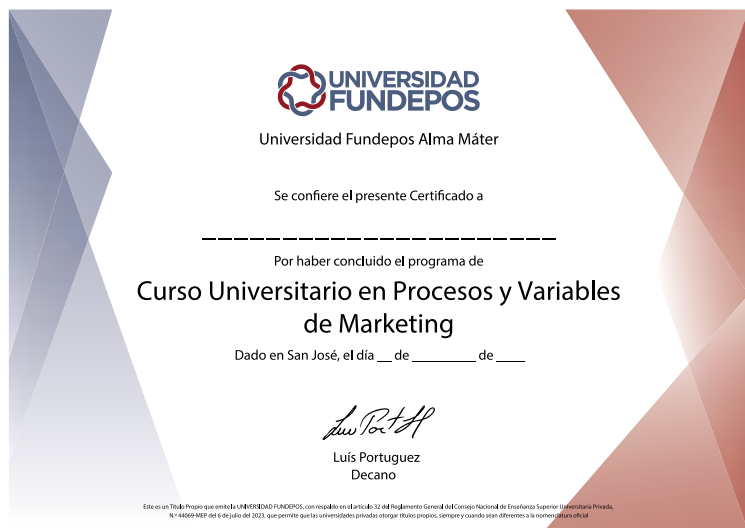 UNIVERSIDAD
FUNDEPOS
Universidad Fundepos Alma Máter
Se confiere el presente Certificado a
_______________________
Por haber concluido el programa de
Curso Universitario en Procesos y Variables
de Marketing
Dado en San José, el día __ de ________ de ____
Luís Portuguez
Decano
Este es un Título Propio que emite la UNIVERSIDAD FUNDEPOS, con respaldo en el artículo 32 del Reglamento General del Consejo Nacional de Enseñanza Superior Universitaria Privada,
N.º 44069-MEP del 6 de julio del 2023, que permite que las universidades privadas otorgar títulos propios, siempre y cuando sean diferentes a la nomenclatura oficial